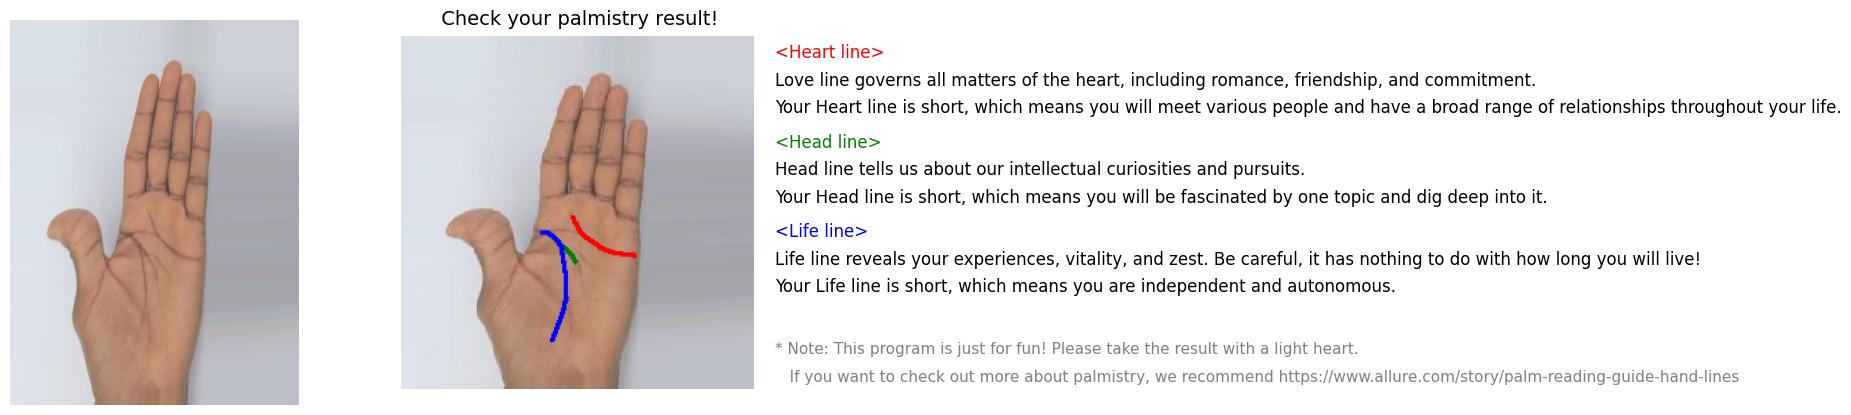 Check your palmistry result!
<Heart line>
Love line governs all matters of the heart, including romance, friendship, and commitment.
Your Heart line is short, which means you will meet various people and have a broad range of relationships throughout your life.
<Head line>
Head line tells us about our intellectual curiosities and pursuits.
Your Head line is short, which means you will be fascinated by one topic and dig deep into it.
<Life line>
Life line reveals your experiences, vitality, and zest. Be careful, it has nothing to do with how long you will live!
Your Life line is short, which means you are independent and autonomous.
* Note: This program is just for fun! Please take the result with a light heart.
If you want to check out more about palmistry, we recommend https://www.allure.com/story/palm-reading-guide-hand-lines